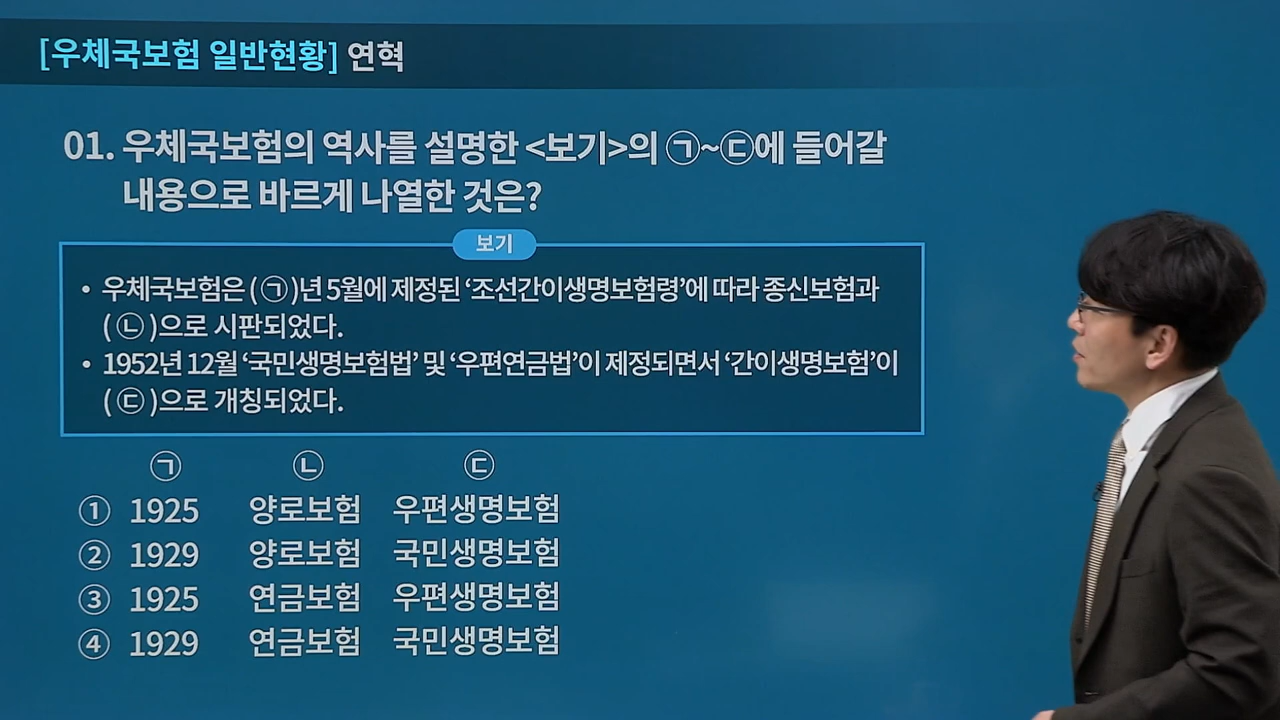 [우체국보험 일반현황] 연혁
01. 우체국보험의 역사를 설명한 <보기>의 ㉠~㉢에 들어갈
내용으로 바르게 나열한 것은?
보기
• 우체국보험은 ( ㉠ )년 5월에 제정된 ‘조선간이생명보험령’에 따라 종신보험과
( ㉡ )으로 시판되었다.
• 1952년 12월 ‘국민생명보험법’ 및 ‘우편연금법’이 제정되면서 ‘간이생명보험’이
( ㉢ )으로 개칭되었다.
㉠ ㉡ ㉢
① 1925 양로보험 우편생명보험
② 1929 양로보험 국민생명보험
③ 1925 연금보험 우편생명보험
④ 1929 연금보험 국민생명보험